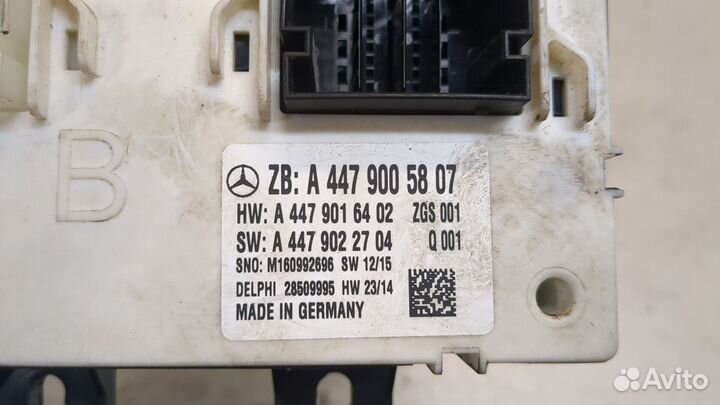 B
ZB: A 447 900 58 07
HW: A 447 901 64 02 ZGS 001
SW: A 447 902 27 04 Q 001
SNO: M160992696 SW 12/15
DELPHI 28509995 HW 23/14
MADE IN GERMANY
Avito